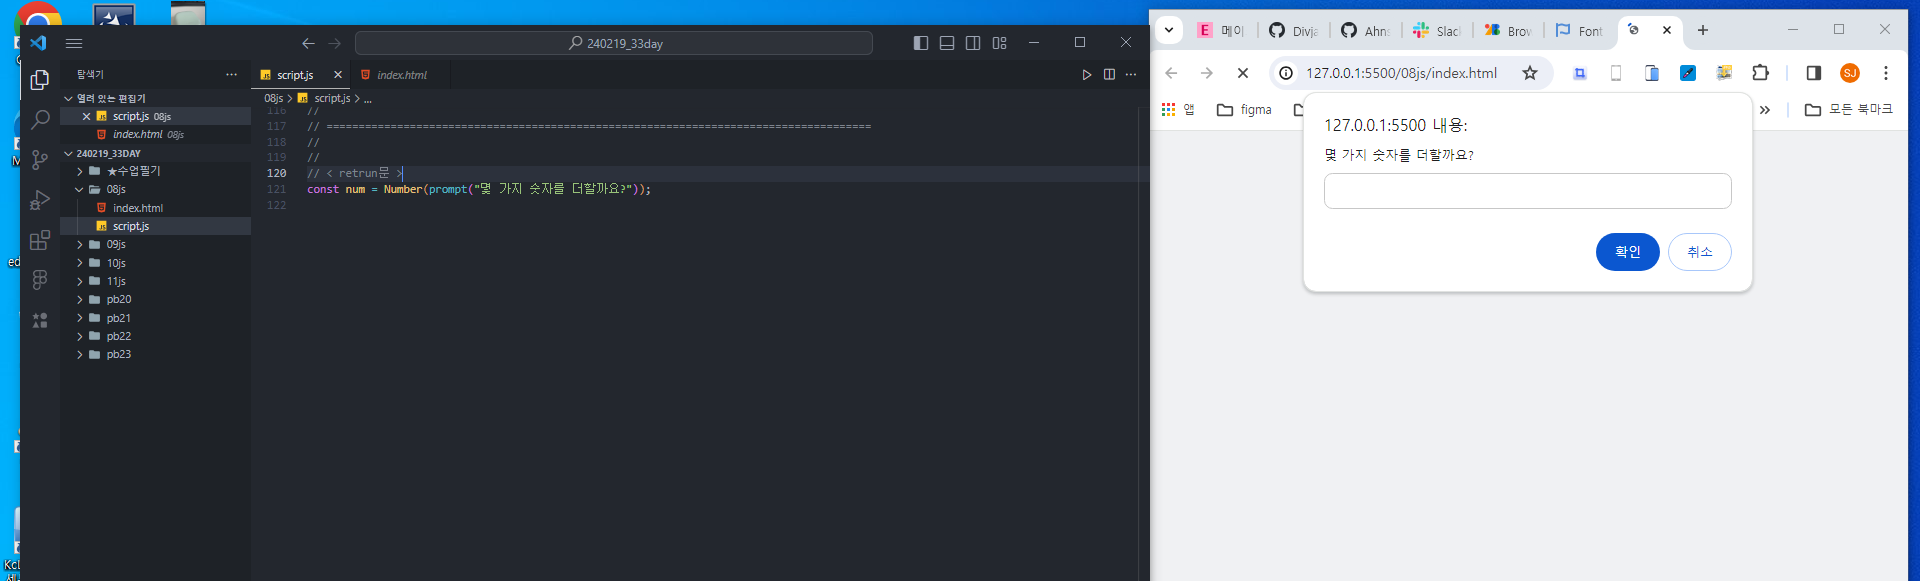 240219_33day
탐색기
열려 있는 편집기
script.js 08js
index.html 08js
240219_33DAY
★수업필기
08js
index.html
script.js
09js
10js
11js
pb20
pb21
pb22
pb23
script.js
index.html
08js > script.js > ...
116 //
117 // =====================================================================================
118 //
119 //
120 // < retrun문 >
121 const num = Number(prompt("몇 가지 숫자를 더할까요?"));
122
메이
Divja
Ahn
Slack
Brow
Font
127.0.0.1:5500/08js/index.html
SJ
앱
figma
모든 북마크
127.0.0.1:5500 내용:
몇 가지 숫자를 더할까요?
확인
취소